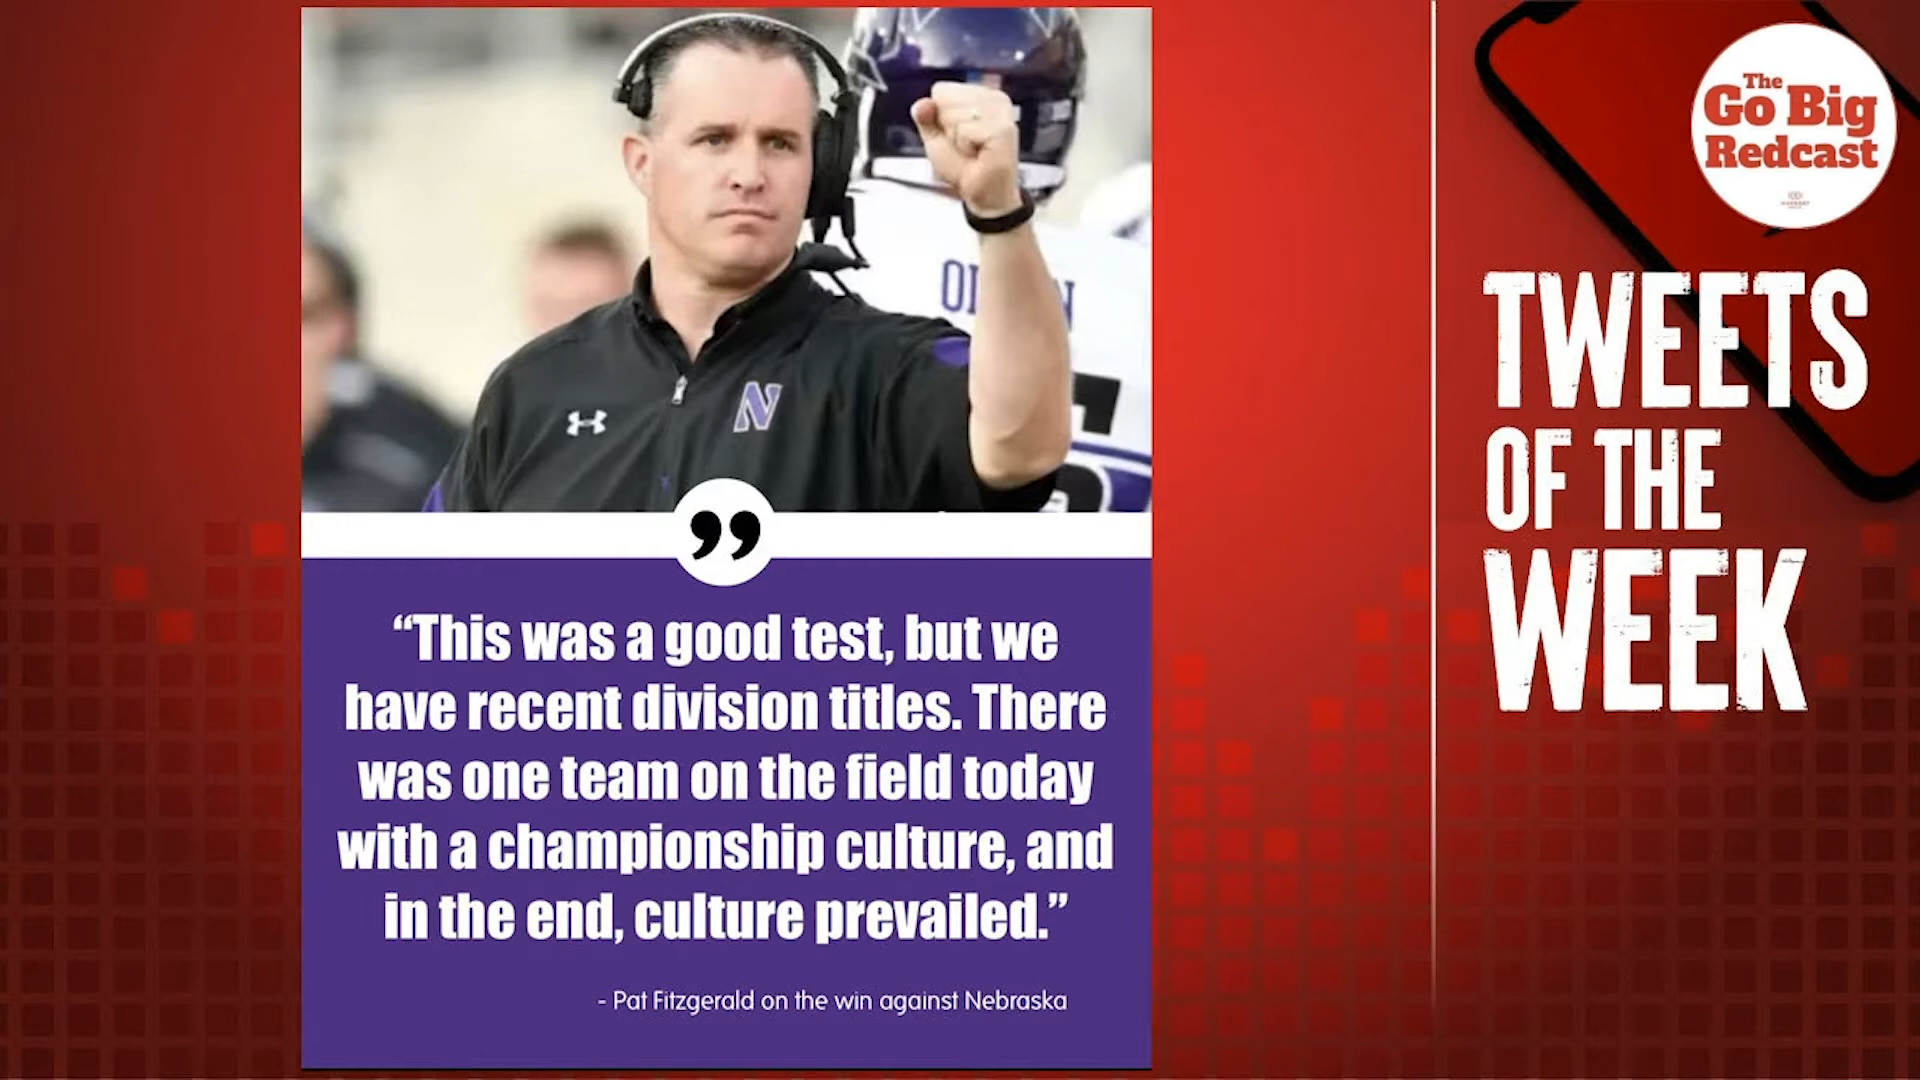 The
Go Big
Redcast
TWEETS
OF THE
WEEK
N
”
“This was a good test, but we
have recent division titles. There
was one team on the field today
with a championship culture, and
in the end, culture prevailed.”
- Pat Fitzgerald on the win against Nebraska